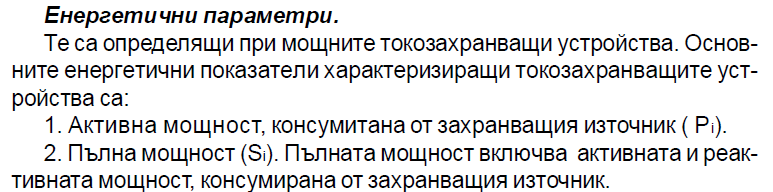 Енергетични параметри.
Те са определящи при мощните токозахранващи устройства. Основ-
ните енергетични показатели характеризиращи токозахранващите уст-
ройства са:
1. Активна мощност, консумитана от захранващия източник ( Pi).
2. Пълна мощност (Si). Пълната мощност включва активната и реак-
тивната мощност, консумирана от захранващия източник.